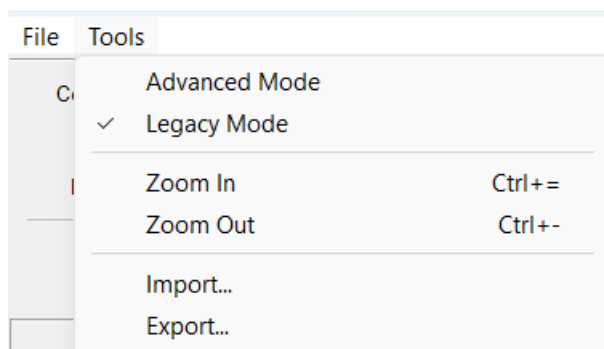 File Tools
Advanced Mode
Legacy Mode
Zoom In Ctrl+=
Zoom Out Ctrl+-
Import...
Export...